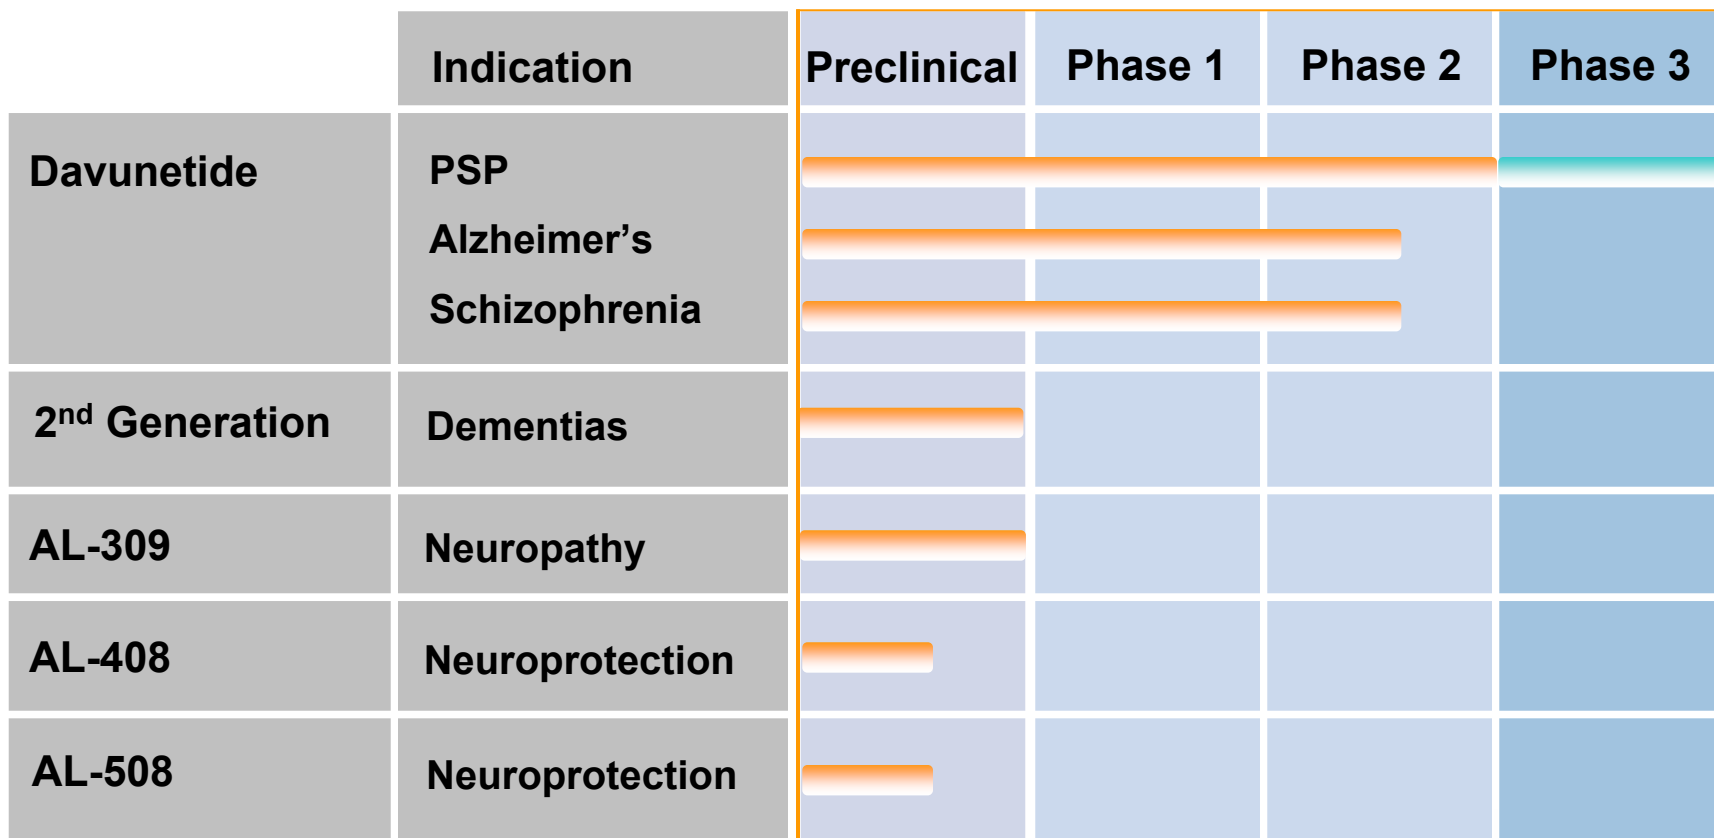 Indication Preclinical Phase 1 Phase 2 Phase 3
Davunetide PSP
Alzheimer’s
Schizophrenia
2nd Generation Dementias
AL-309 Neuropathy
AL-408 Neuroprotection
AL-508 Neuroprotection